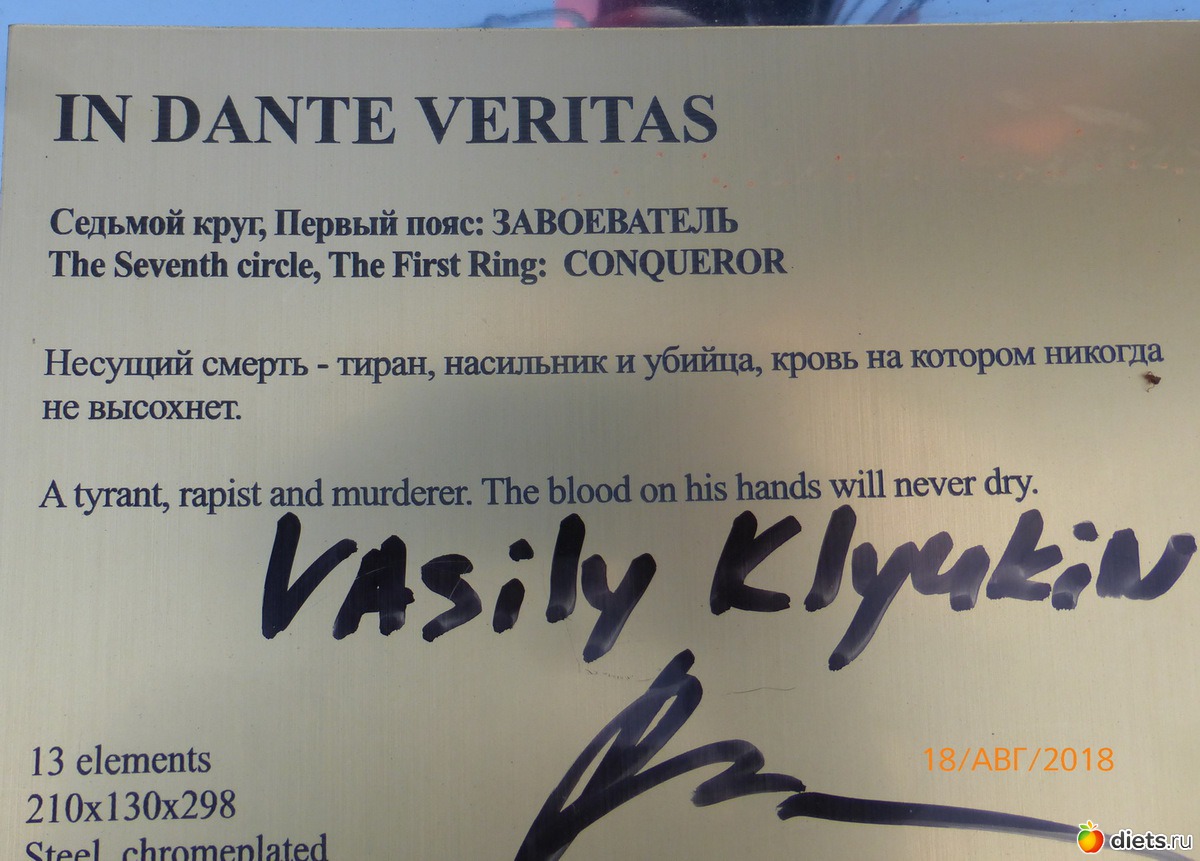 IN DANTE VERITAS
Седьмой круг, Первый пояс: ЗАВОЕВАТЕЛЬ
The Seventh circle, The First Ring: CONQUEROR
Несущий смерть - тиран, насильник и убийца, кровь на котором никогда
не высохнет.
A tyrant, rapist and murderer. The blood on his hands will never dry.
Vasily Klyukin
13 elements
210x130x298
Steel, chromeplated
18/АВГ/2018
diets.ru